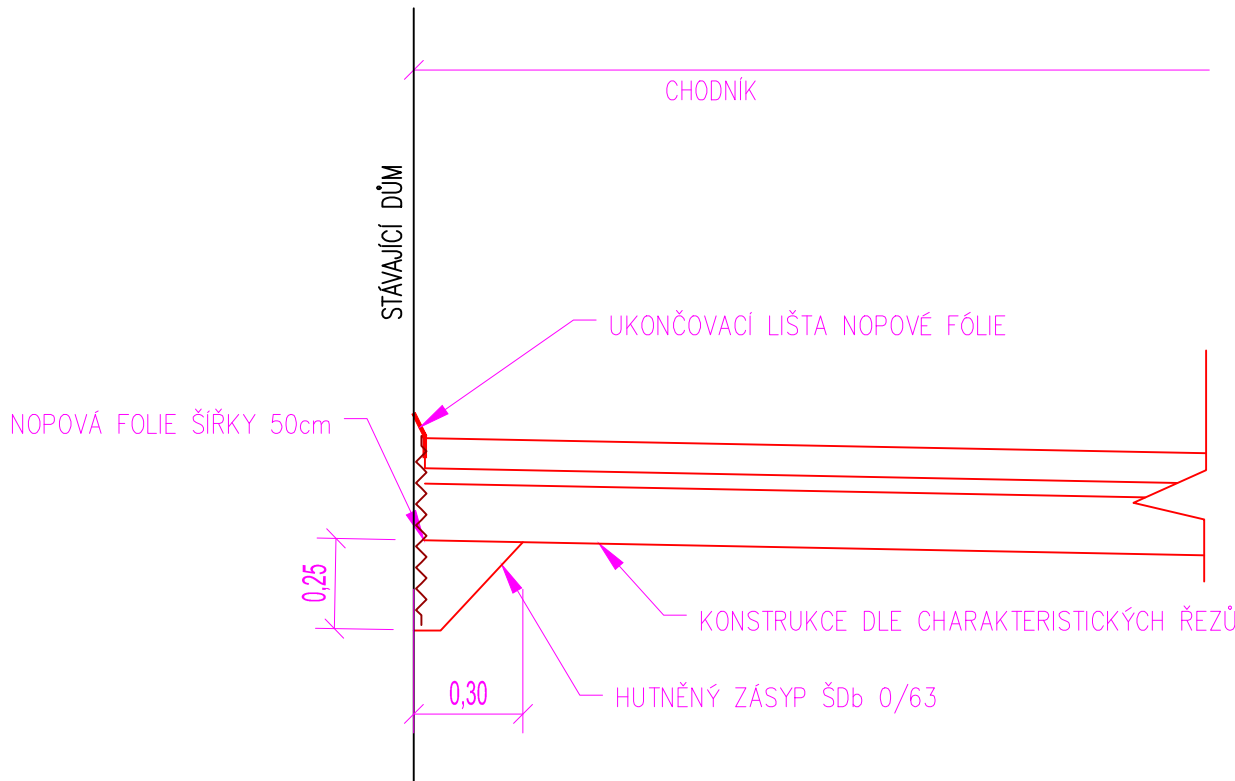 CHODNÍK
STÁVAJÍCÍ DŮM
UKONČOVACÍ LIŠTA NOPOVÉ FÓLIE
NOPOVÁ FOLIE ŠÍŘKY 50cm
0,25
KONSTRUKCE DLE CHARAKTERISTICKÝCH ŘEZŮ
0,30
HUTNĚNÝ ZÁSYP ŠDb 0/63